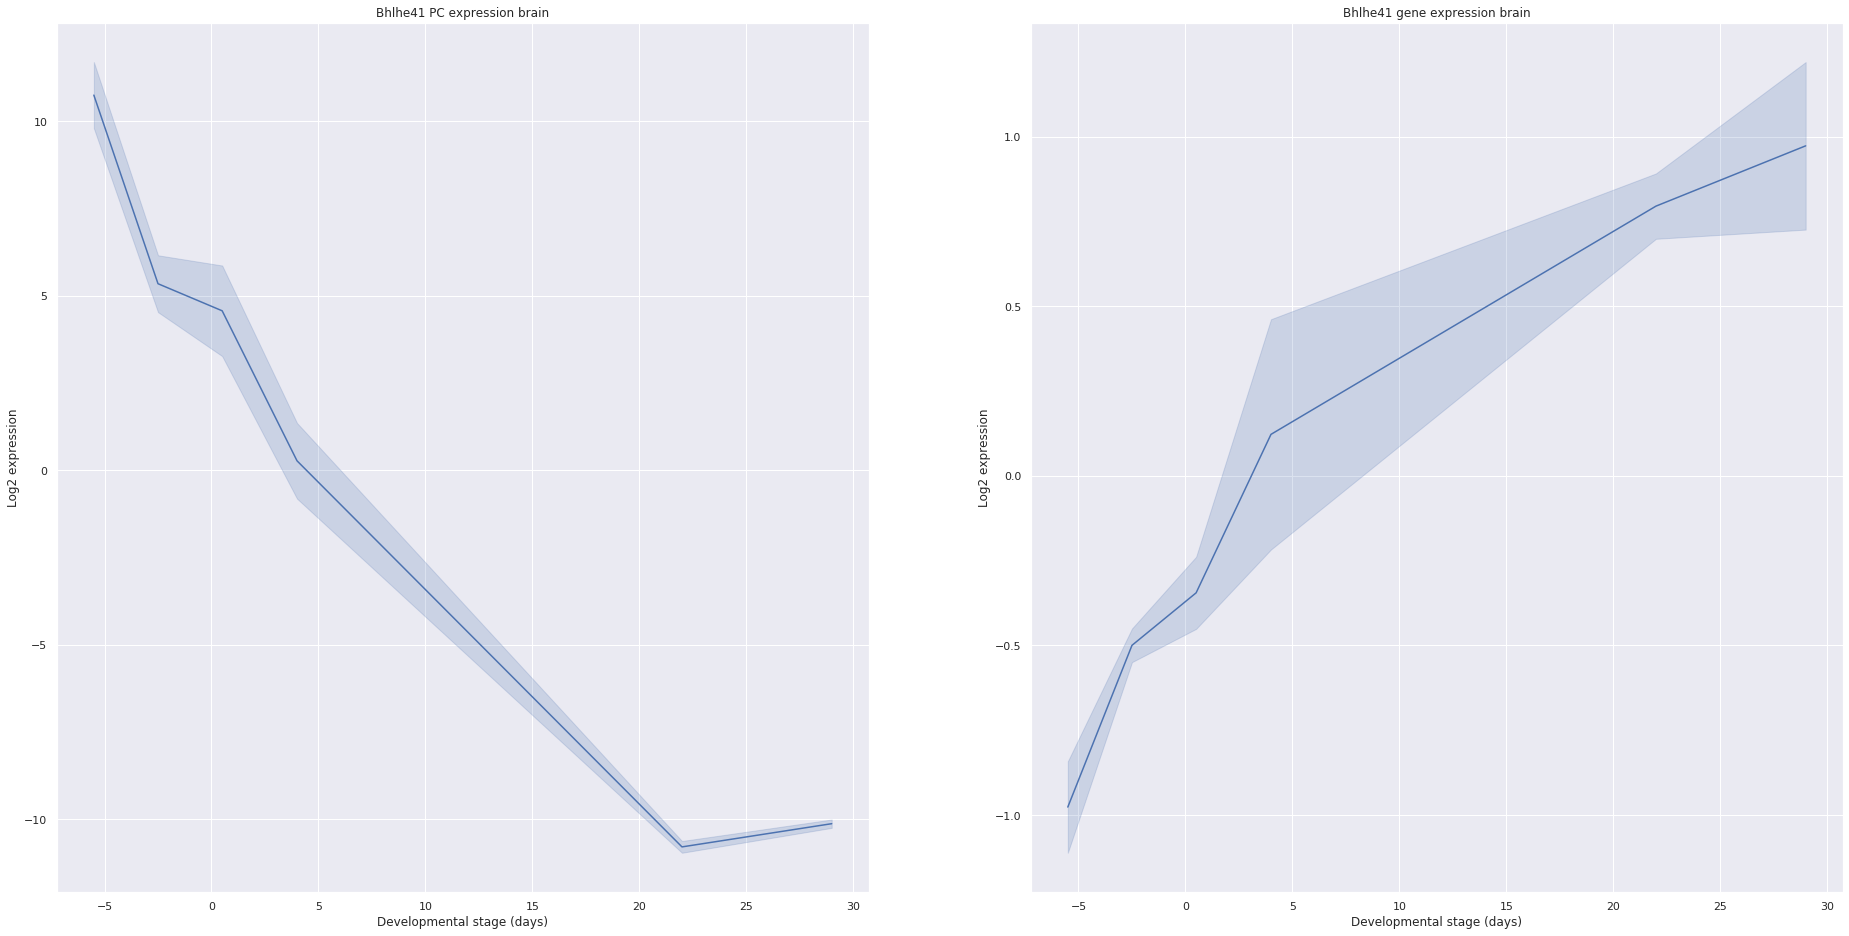 Bhlhe41 PC expression brain
Log2 expression
10
5
0
−5
−10
−5 0 5 10 15 20 25 30
Developmental stage (days)
Bhlhe41 gene expression brain
Log2 expression
1.0
0.5
0.0
−0.5
−1.0
−5 0 5 10 15 20 25 30
Developmental stage (days)